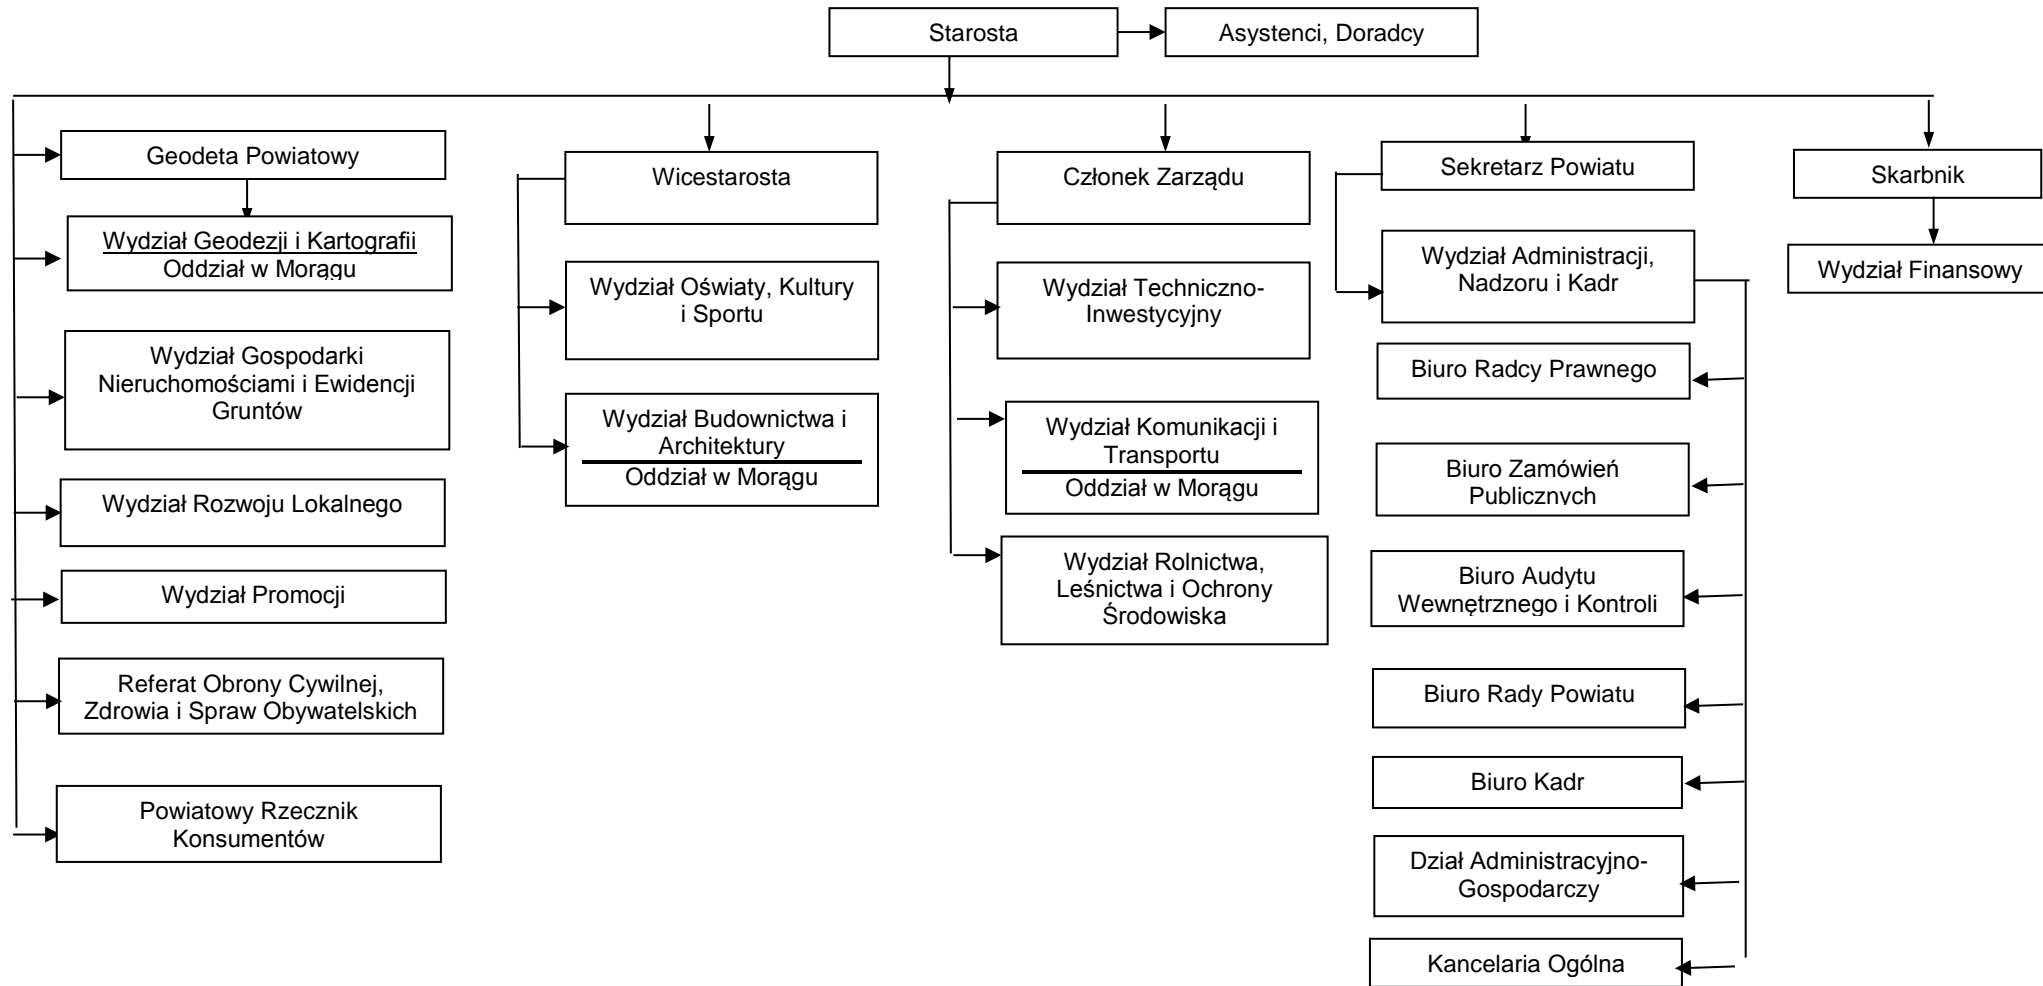 Starosta
Asystenci, Doradcy
Geodeta Powiatowy
Wydział Geodezji i Kartografii
Oddział w Morągu
Wydział Gospodarki
Nieruchomościami i Ewidencji
Gruntów
Wydział Rozwoju Lokalnego
Wydział Promocji
Referat Obrony Cywilnej,
Zdrowia i Spraw Obywatelskich
Powiatowy Rzecznik
Konsumentów
Wicestarosta
Wydział Oświaty, Kultury
i Sportu
Wydział Budownictwa i
Architektury
Oddział w Morągu
Członek Zarządu
Wydział Techniczno-
Inwestycyjny
Wydział Komunikacji i
Transportu
Oddział w Morągu
Wydział Rolnictwa,
Leśnictwa i Ochrony
Środowiska
Sekretarz Powiatu
Wydział Administracji,
Nadzoru i Kadr
Biuro Radcy Prawnego
Biuro Zamówień
Publicznych
Biuro Audytu
Wewnętrznego i Kontroli
Biuro Rady Powiatu
Biuro Kadr
Dział Administracyjno-
Gospodarczy
Kancelaria Ogólna
Skarbnik
Wydział Finansowy